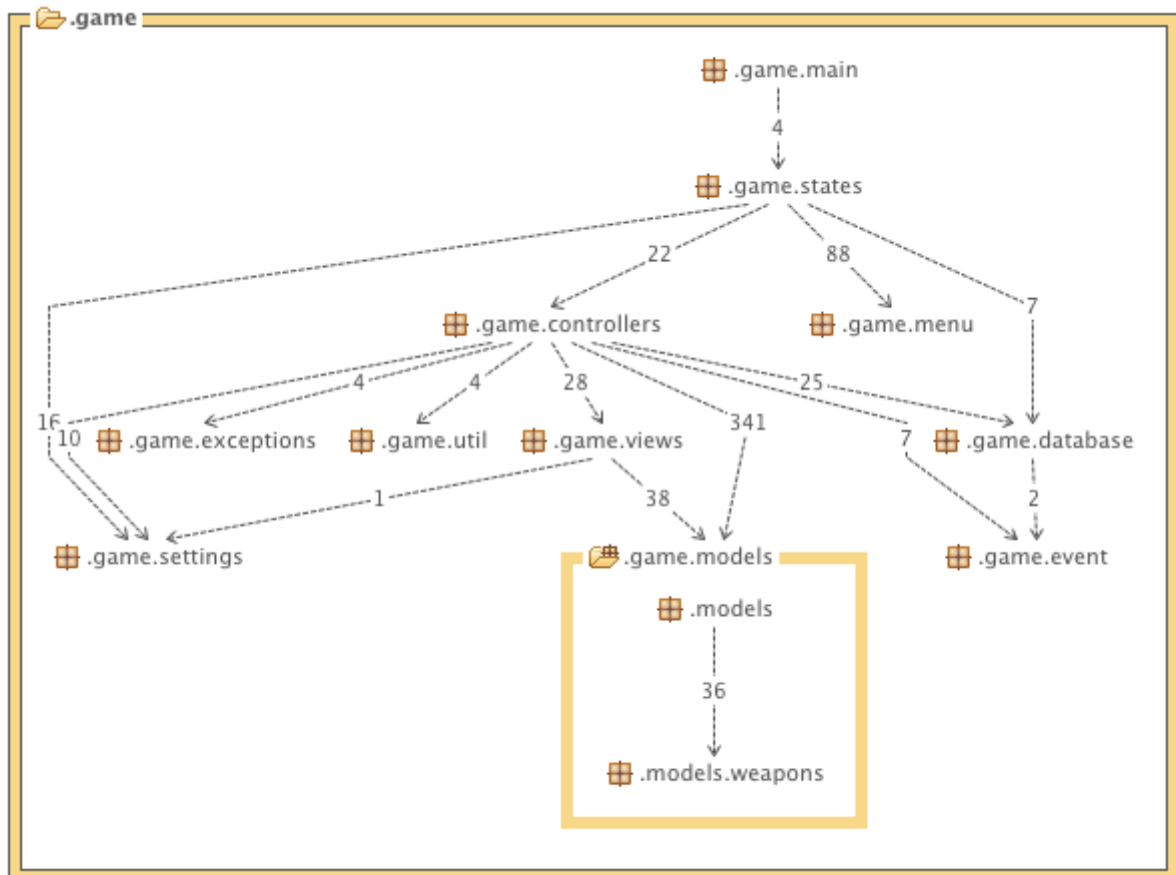 .game
.game.main
4
.game.states
22
88
7
.game.controllers
.game.menu
4
4
28
25
341
16
10
7
.game.exceptions
.game.util
.game.views
.game.database
1
38
2
.game.settings
.game.models
.game.event
.models
36
.models.weapons